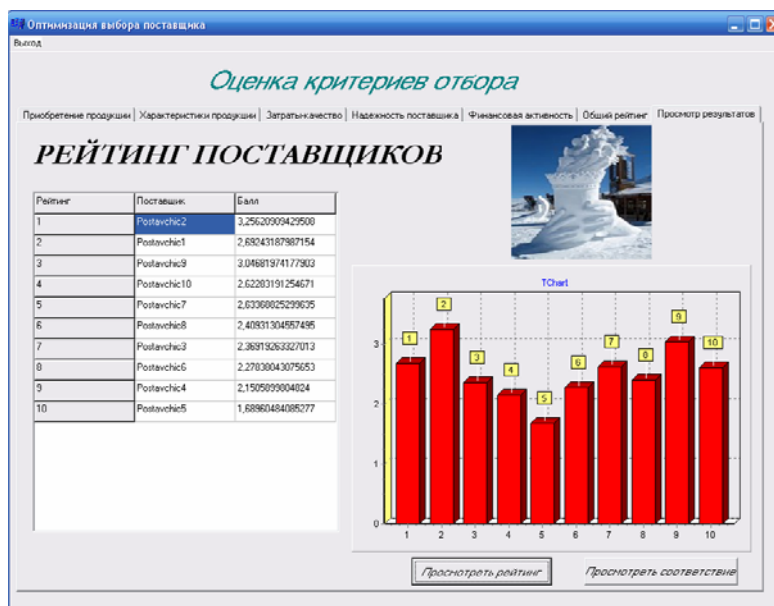 Оптимизация выбора поставщика
Выход
Оценка критериев отбора
Приобретение продукции Характеристики продукции Затраты-качество Надежность поставщика Финансовая активность Общий рейтинг Просмотр результатов
РЕЙТИНГ ПОСТАВЩИКОВ
Рейтинг Поставщик Балл
1 Postavchic2 3,25620909429508
2 Postavchic1 2,69243187987154
3 Postavchic9 3,04681974177903
4 Postavchic10 2,62283191254671
5 Postavchic7 2,63368825299635
6 Postavchic8 2,40931304557495
7 Postavchic3 2,36919263327013
8 Postavchic6 2,27838043075653
9 Postavchic4 2,1505899804824
10 Postavchic5 1,68960484085277
TChart
1 2 3 4 5 6 7 8 9 10
3
2
1
0
1 2 3 4 5 6 7 8 9 10
Просмотреть рейтинг Просмотреть соответствие